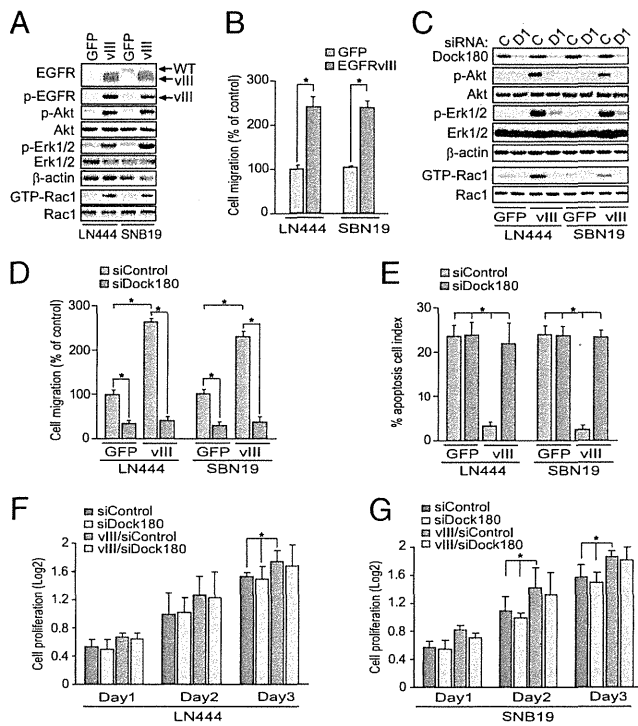 A
GFP vIII GFP vIII
EGFR
WT
vIII
p-EGFR
vIII
p-Akt
Akt
p-Erk1/2
Erk1/2
β-actin
GTP-Rac1
Rac1
LN444 SNB19
B
GFP
EGFRvIII
Cell migration (% of control)
300
200
100
0
* *
LN444 SBN19
C
siRNA: C D1 C D1 C D1 C D1
Dock180
p-Akt
Akt
p-Erk1/2
Erk1/2
β-actin
GTP-Rac1
Rac1
GFP vIII GFP vIII
LN444 SBN19
D
siControl
siDock180
Cell migration (% of control)
300
200
100
0
* * * * * *
GFP vIII GFP vIII
LN444 SBN19
E
siControl
siDock180
% apoptosis cell index
30
20
10
0
* *
GFP vIII GFP vIII
LN444 SBN19
F
siControl
siDock180
vIII/siControl
vIII/siDock180
Cell proliferation (Log2)
2
1.6
1.2
0.8
0.4
0
*
Day1 Day2 Day3
LN444
G
siControl
siDock180
vIII/siControl
vIII/siDock180
Cell proliferation (Log2)
2
1.6
1.2
0.8
0.4
* *
Day1 Day2 Day3
SNB19